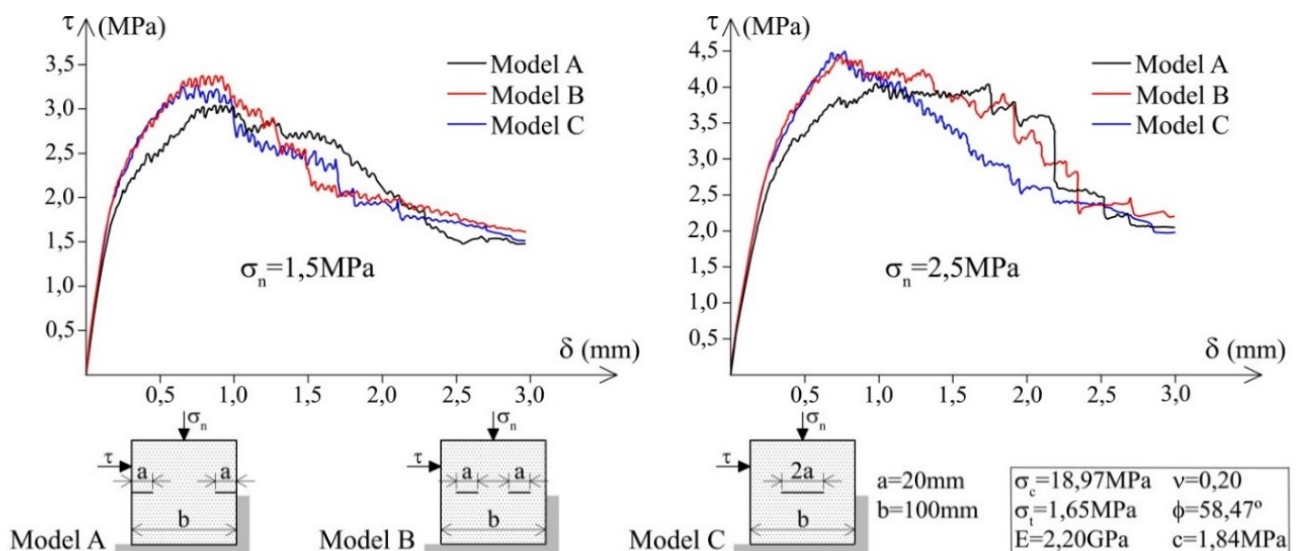 τ (MPa)
3,5
3,0
2,5
2,0
1,5
1,0
0,5
Model A
Model B
Model C
σn=1,5MPa
δ (mm)
0,5 1,0 1,5 2,0 2,5 3,0
τ (MPa)
4,5
4,0
3,5
3,0
2,5
2,0
1,5
1,0
0,5
Model A
Model B
Model C
σn=2,5MPa
δ (mm)
0,5 1,0 1,5 2,0 2,5 3,0
σn
τ
a a
b
Model A
σn
τ
a a
b
Model B
σn
τ
2a
b
Model C
a=20mm
b=100mm
σc=18,97MPa ν=0,20
σt=1,65MPa ϕ=58,47º
E=2,20GPa c=1,84MPa